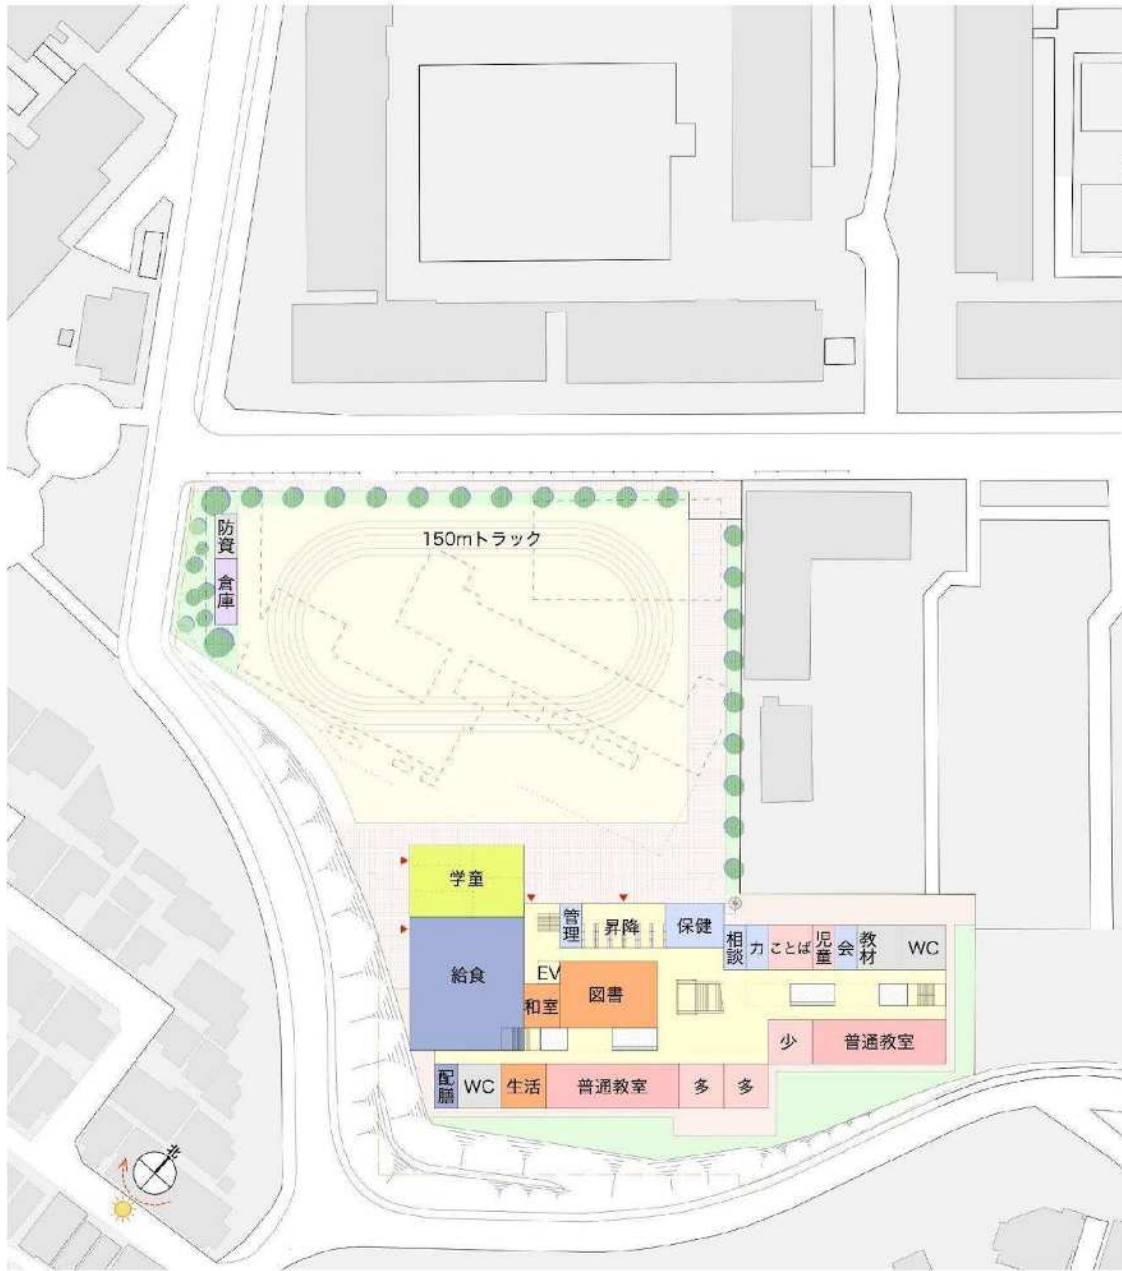 150mトラック
防資
倉庫
学童
管理
昇降
保健
相談
カ
ことば
児童
会
教材
WC
給食
EV
和室
図書
少
普通教室
配膳
WC
生活
普通教室
多
多
北